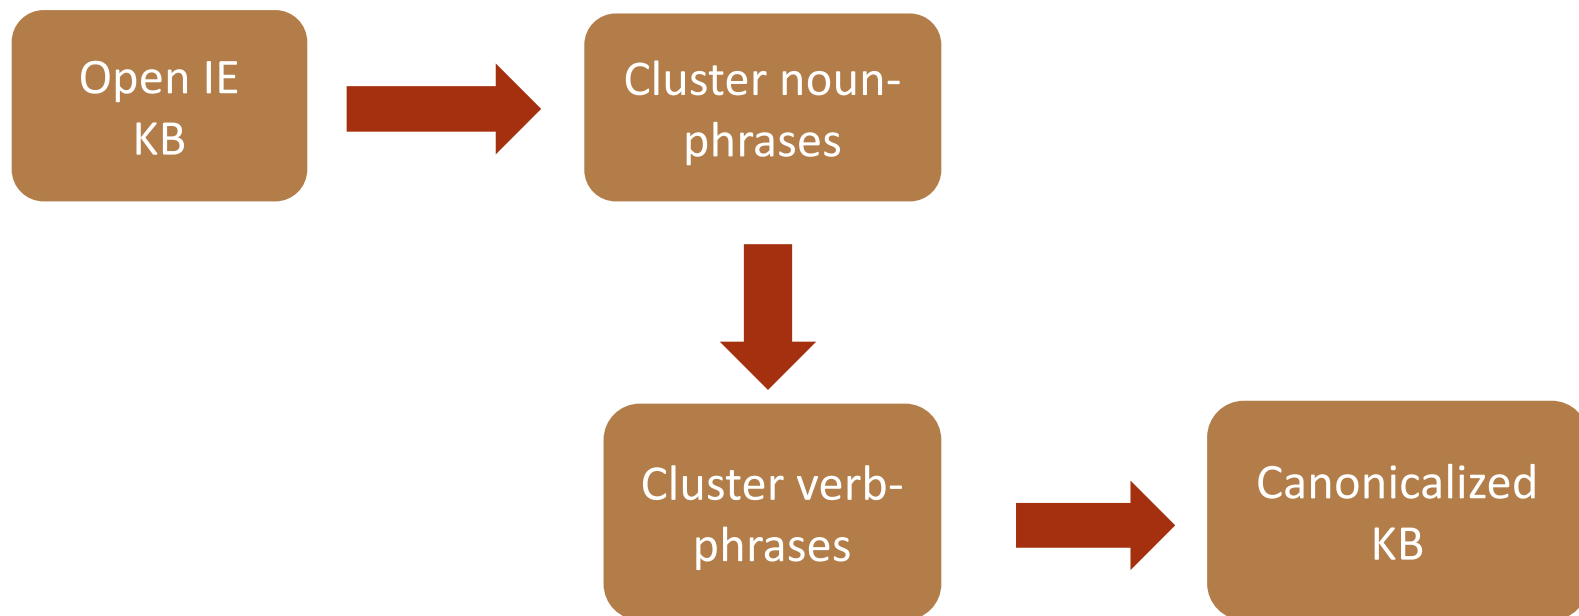 Open IE
KB
Cluster noun-
phrases
Cluster verb-
phrases
Canonicalized
KB